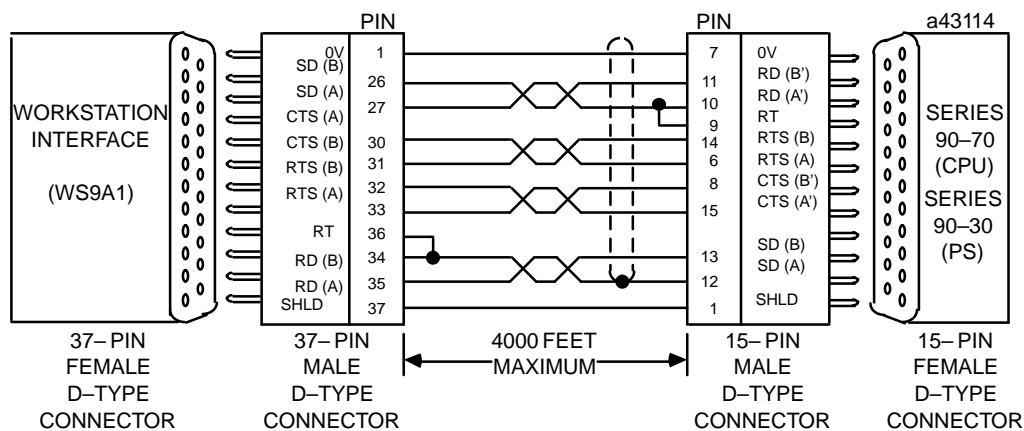 PIN
PIN
a43114
WORKSTATION
INTERFACE
(WS9A1)
0V
SD (B)
SD (A)
CTS (A)
CTS (B)
RTS (B)
RTS (A)
RT
RD (B)
RD (A)
SHLD
1
26
27
30
31
32
33
36
34
35
37
7
11
10
9
14
6
8
15
13
12
1
0V
RD (B')
RD (A')
RT
RTS (B)
RTS (A)
CTS (B')
CTS (A')
SD (B)
SD (A)
SHLD
SERIES
90–70
(CPU)
SERIES
90–30
(PS)
37– PIN
FEMALE
D–TYPE
CONNECTOR
37– PIN
MALE
D–TYPE
CONNECTOR
4000 FEET
MAXIMUM
15– PIN
MALE
D–TYPE
CONNECTOR
15– PIN
FEMALE
D–TYPE
CONNECTOR